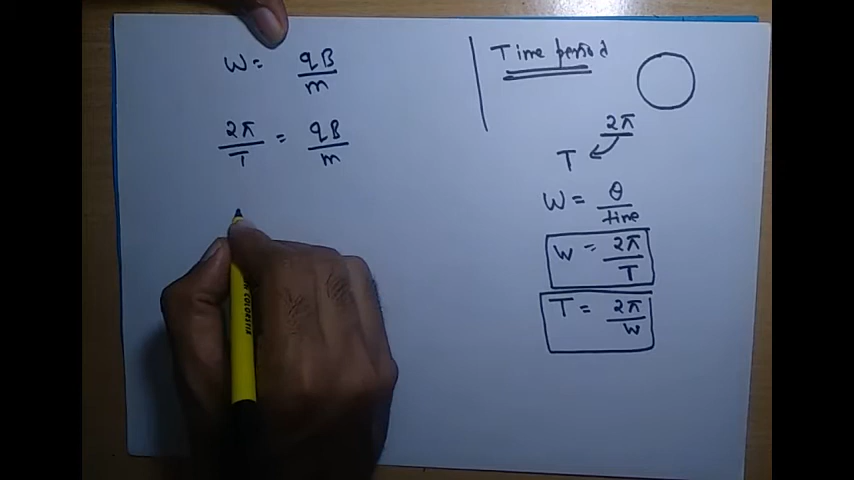 W = qB/m
2π/T = qB/m
Time period
2π
T
W = θ/time
W = 2π/T
T = 2π/W